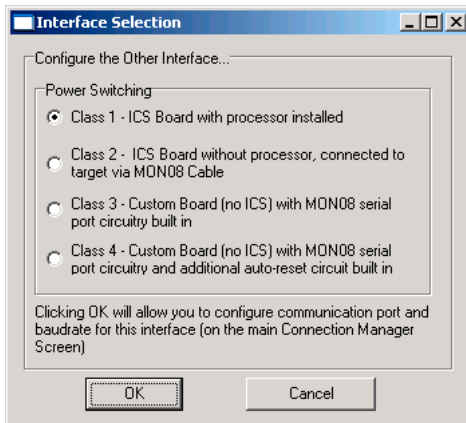 Interface Selection
Configure the Other Interface...
Power Switching
Class 1 - ICS Board with processor installed
Class 2 -  ICS Board without processor, connected to
target via MON08 Cable
Class 3 - Custom Board (no ICS) with MON08 serial
port circuitry built in
Class 4 - Custom Board (no ICS) with MON08 serial
port circuitry and additional auto-reset circuit built in
Clicking OK will allow you to configure communication port and
baudrate for this interface (on the main Connection Manager
Screen)
OK
Cancel